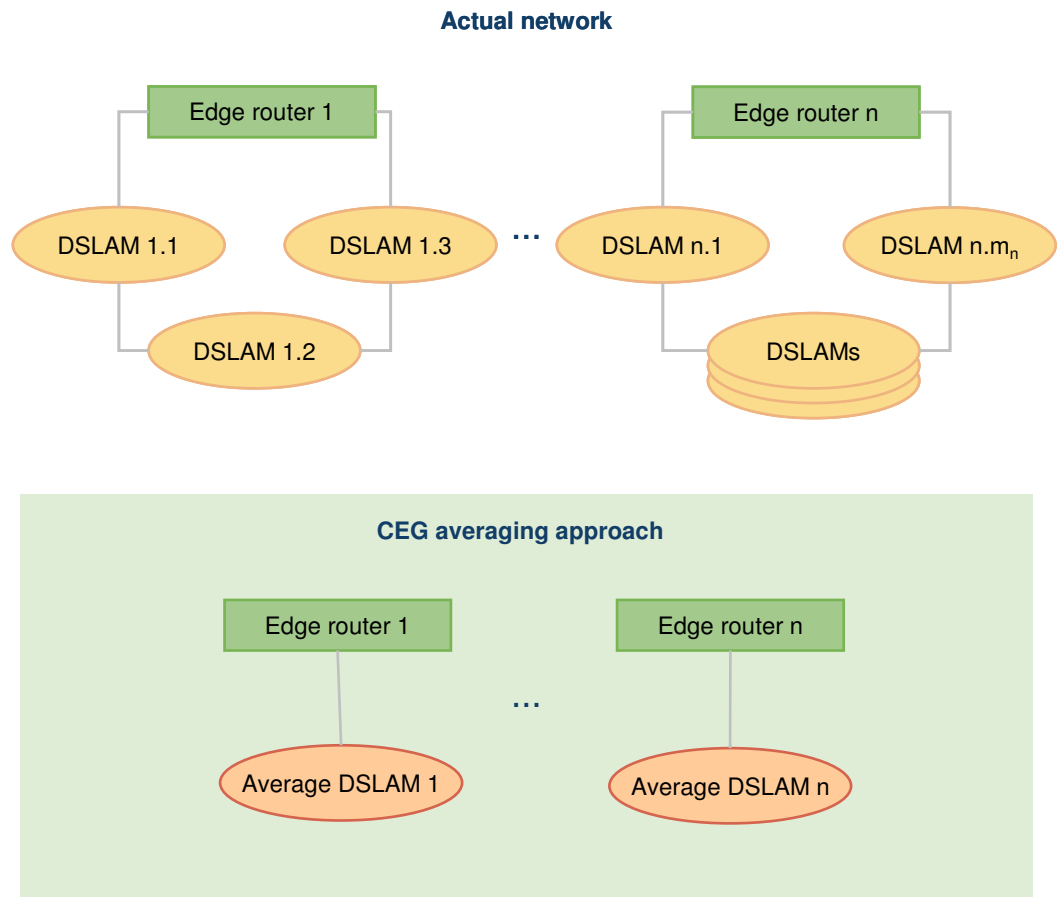 Actual network
Edge router 1
Edge router n
DSLAM 1.1
DSLAM 1.3
...
DSLAM n.1
DSLAM n.mₙ
DSLAM 1.2
DSLAMs
CEG averaging approach
Edge router 1
Edge router n
...
Average DSLAM 1
Average DSLAM n